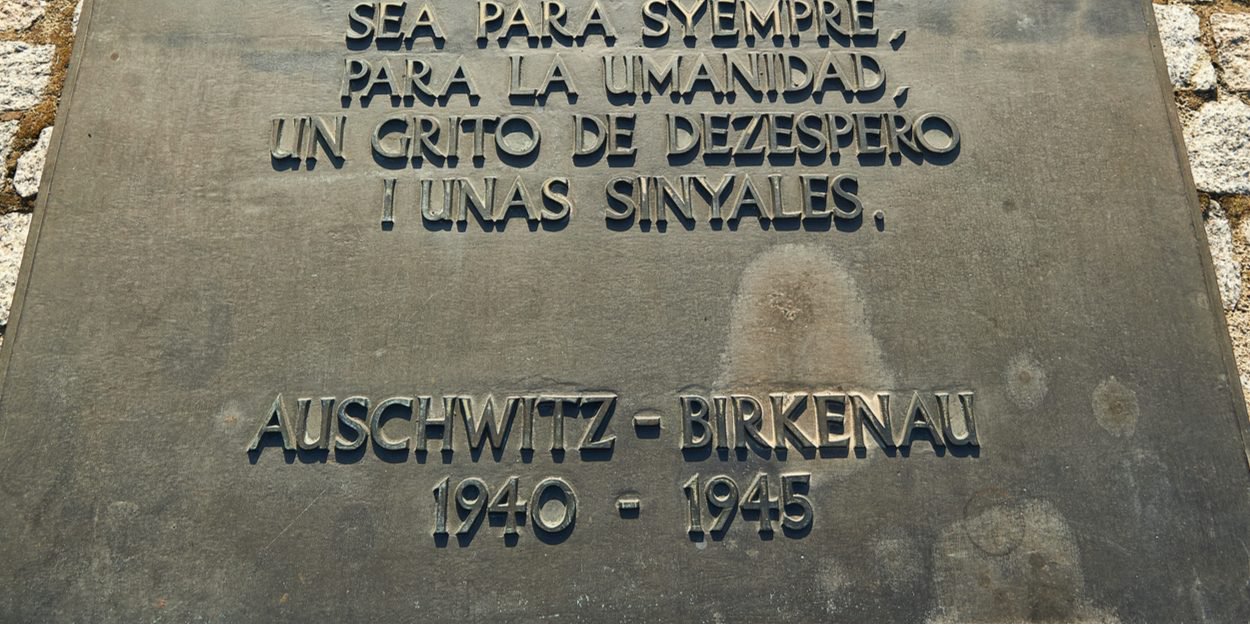 SEA PARA SYEMPRE,
PARA LA UMANIDAD,
UN GRITO DE DEZESPERO
I UNAS SINYALES.
AUSCHWITZ - BIRKENAU
1940 - 1945